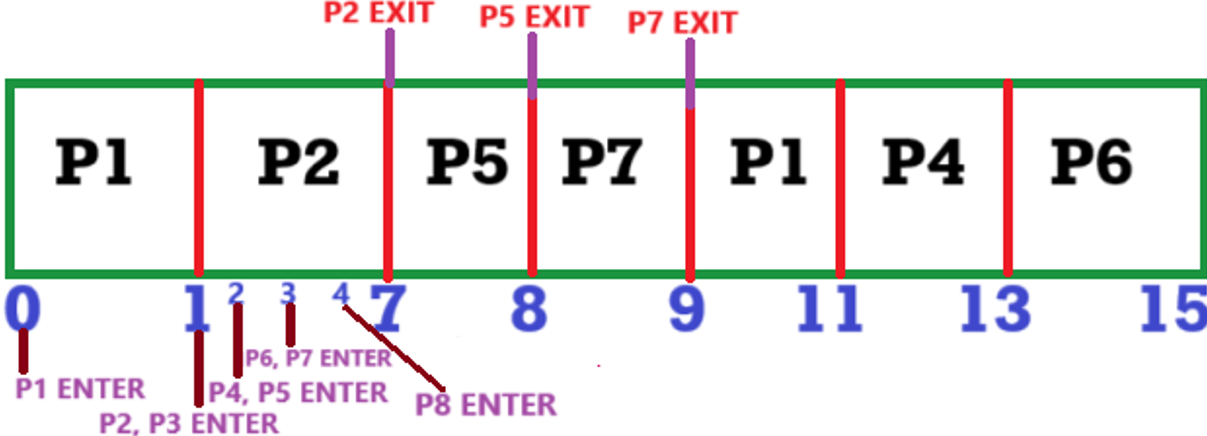 P2 EXIT P5 EXIT P7 EXIT
P1 P2 P5 P7 P1 P4 P6
0 1 2 3 4 7 8 9 11 13 15
P6, P7 ENTER
P1 ENTER P4, P5 ENTER P8 ENTER
P2, P3 ENTER